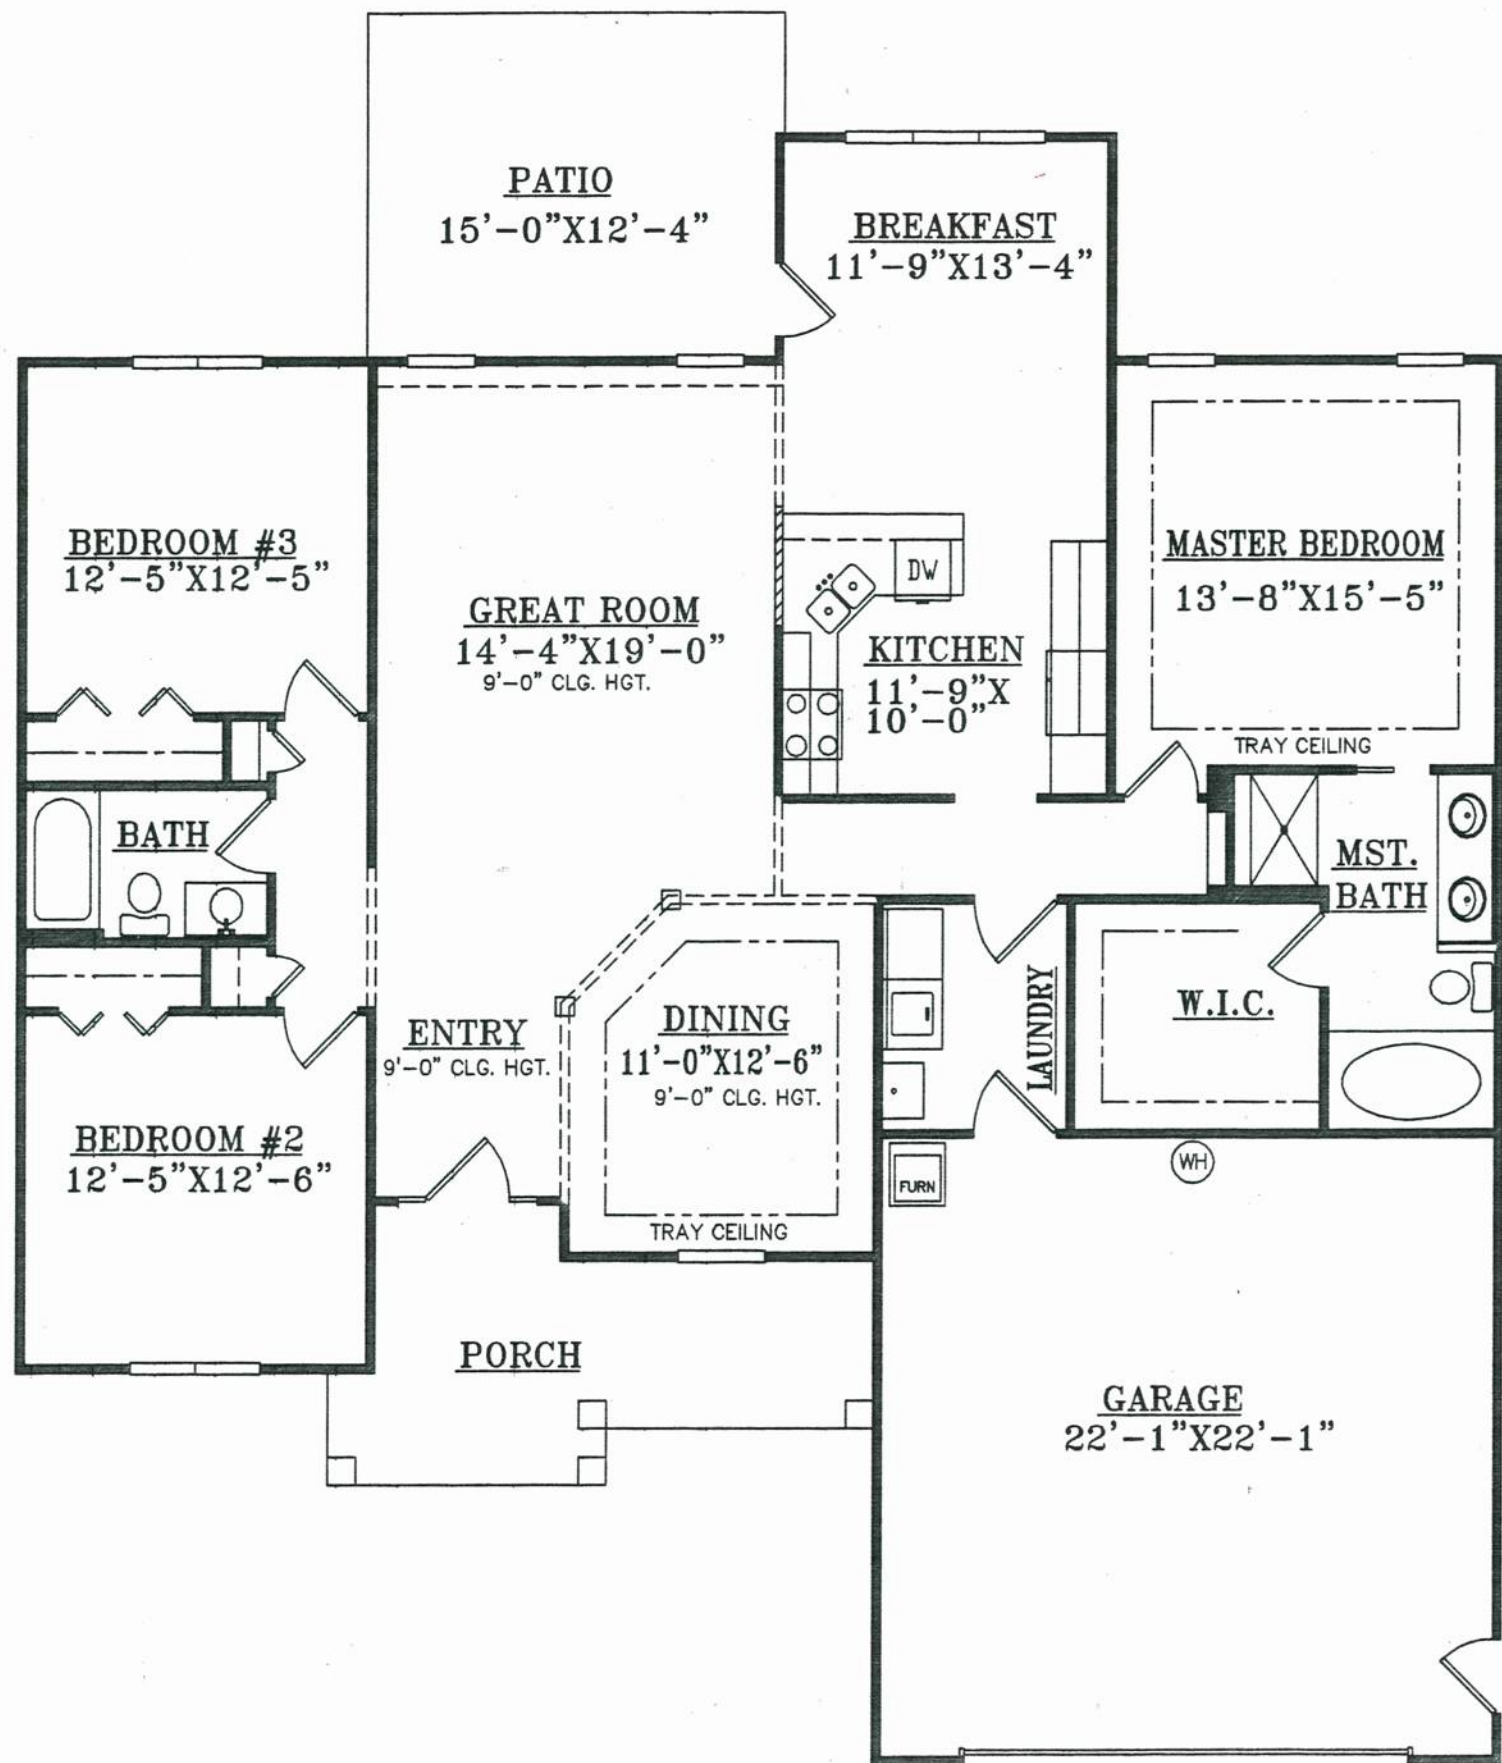 PATIO
15'-0"X12'-4"
BREAKFAST
11'-9"X13'-4"
BEDROOM #3
12'-5"X12'-5"
GREAT ROOM
14'-4"X19'-0"
9'-0" CLG. HGT.
DW
KITCHEN
11'-9"X
10'-0"
MASTER BEDROOM
13'-8"X15'-5"
TRAY CEILING
BATH
MST.
BATH
ENTRY
9'-0" CLG. HGT.
DINING
11'-0"X12'-6"
9'-0" CLG. HGT.
TRAY CEILING
LAUNDRY
W.I.C.
BEDROOM #2
12'-5"X12'-6"
FURN
WH
PORCH
GARAGE
22'-1"X22'-1"